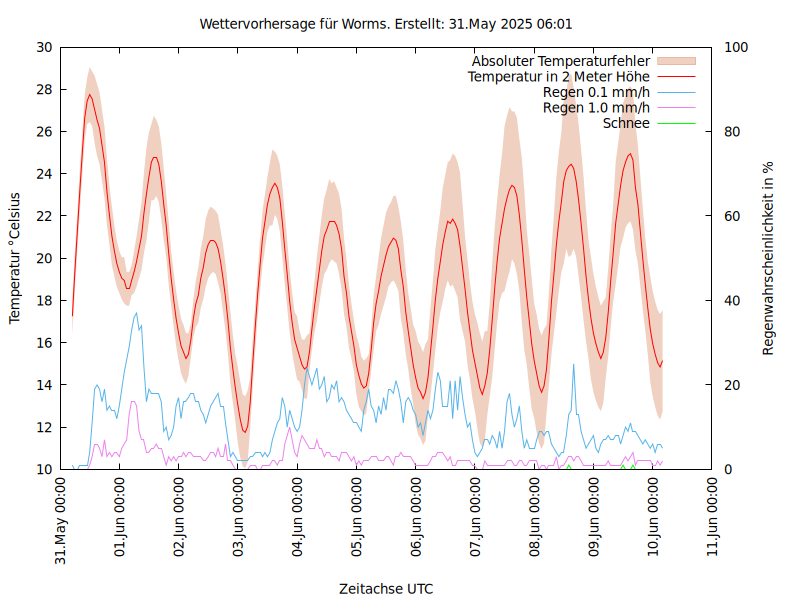 Wettervorhersage für Worms. Erstellt: 31.May 2025 06:01
Absoluter Temperaturfehler
Temperatur in 2 Meter Höhe
Regen 0.1 mm/h
Regen 1.0 mm/h
Schnee
Temperatur °Celsius
30
28
26
24
22
20
18
16
14
12
10
100
80
60
40
20
0
Regenwahrscheinlichkeit in %
31.May 00:00
01.Jun 00:00
02.Jun 00:00
03.Jun 00:00
04.Jun 00:00
05.Jun 00:00
06.Jun 00:00
07.Jun 00:00
08.Jun 00:00
09.Jun 00:00
10.Jun 00:00
11.Jun 00:00
Zeitachse UTC